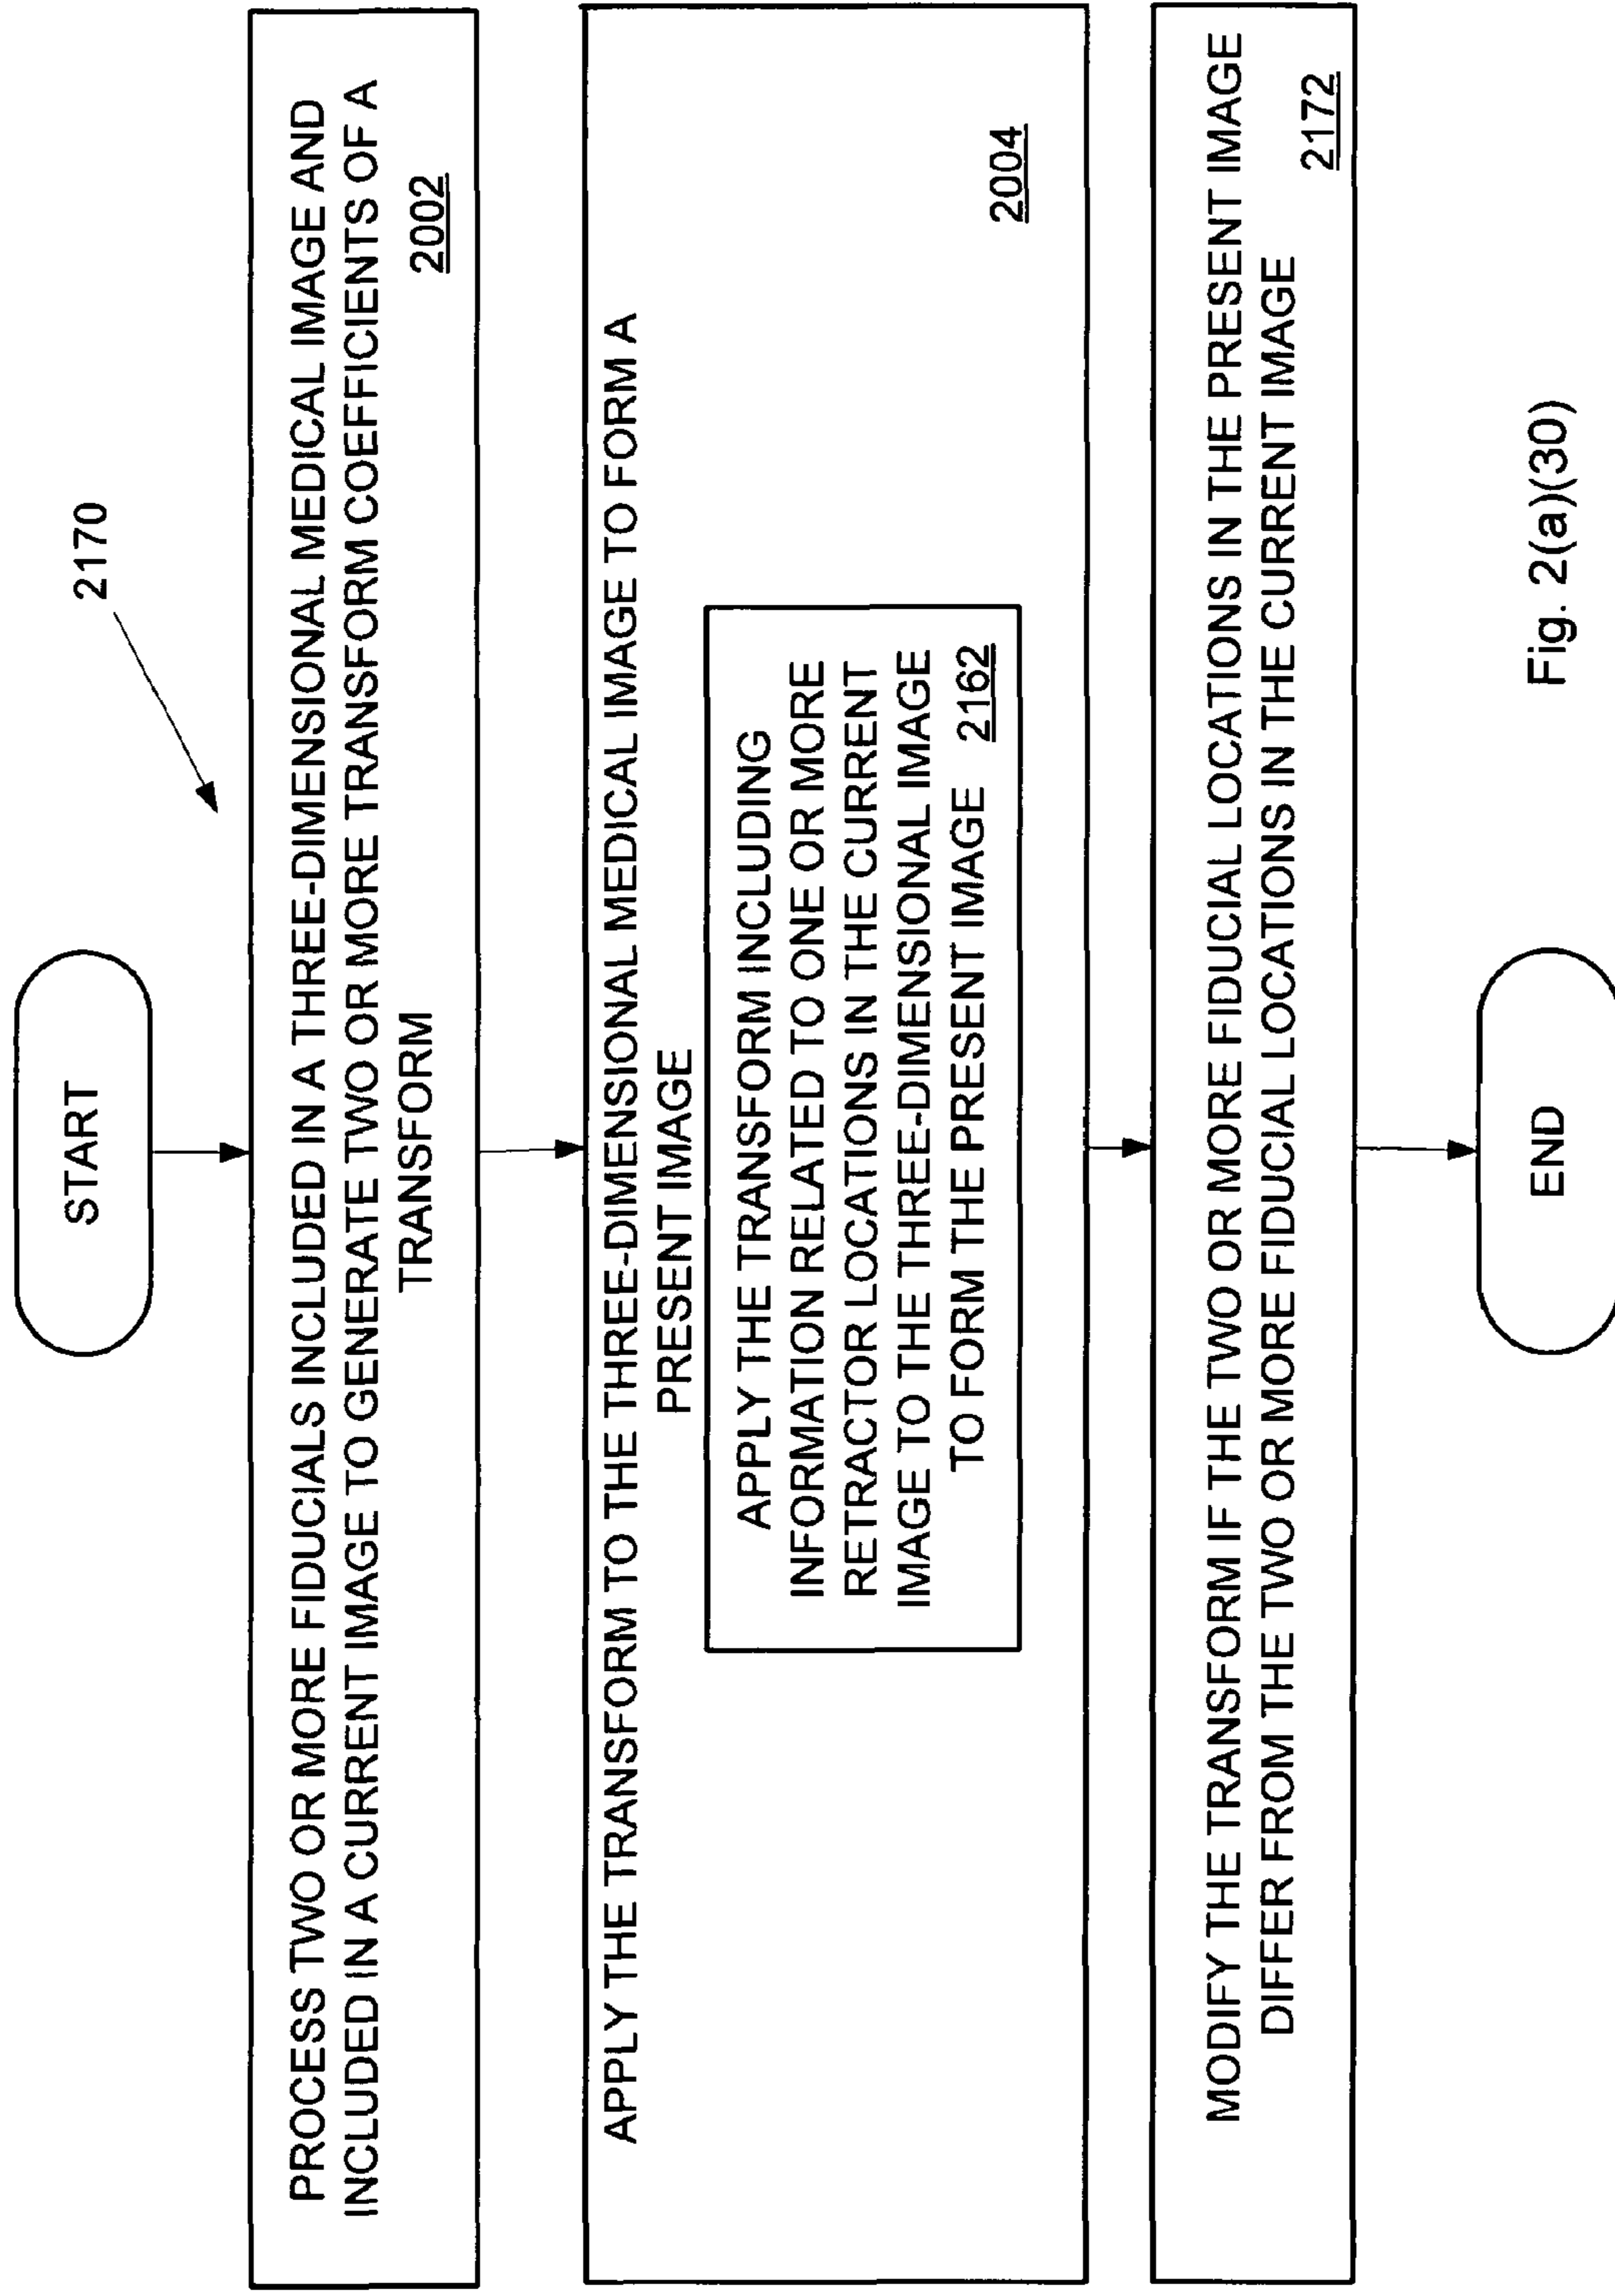 2170
START
PROCESS TWO OR MORE FIDUCIALS INCLUDED IN A THREE-DIMENSIONAL MEDICAL IMAGE AND
INCLUDED IN A CURRENT IMAGE TO GENERATE TWO OR MORE TRANSFORM COEFFICIENTS OF A
TRANSFORM
2002
APPLY THE TRANSFORM TO THE THREE-DIMENSIONAL MEDICAL IMAGE TO FORM A
PRESENT IMAGE
APPLY THE TRANSFORM INCLUDING
INFORMATION RELATED TO ONE OR MORE
RETRACTOR LOCATIONS IN THE CURRENT
IMAGE TO THE THREE-DIMENSIONAL IMAGE
TO FORM THE PRESENT IMAGE 2162
2004
MODIFY THE TRANSFORM IF THE TWO OR MORE FIDUCIAL LOCATIONS IN THE PRESENT IMAGE
DIFFER FROM THE TWO OR MORE FIDUCIAL LOCATIONS IN THE CURRENT IMAGE
2172
END
Fig. 2(a)(30)